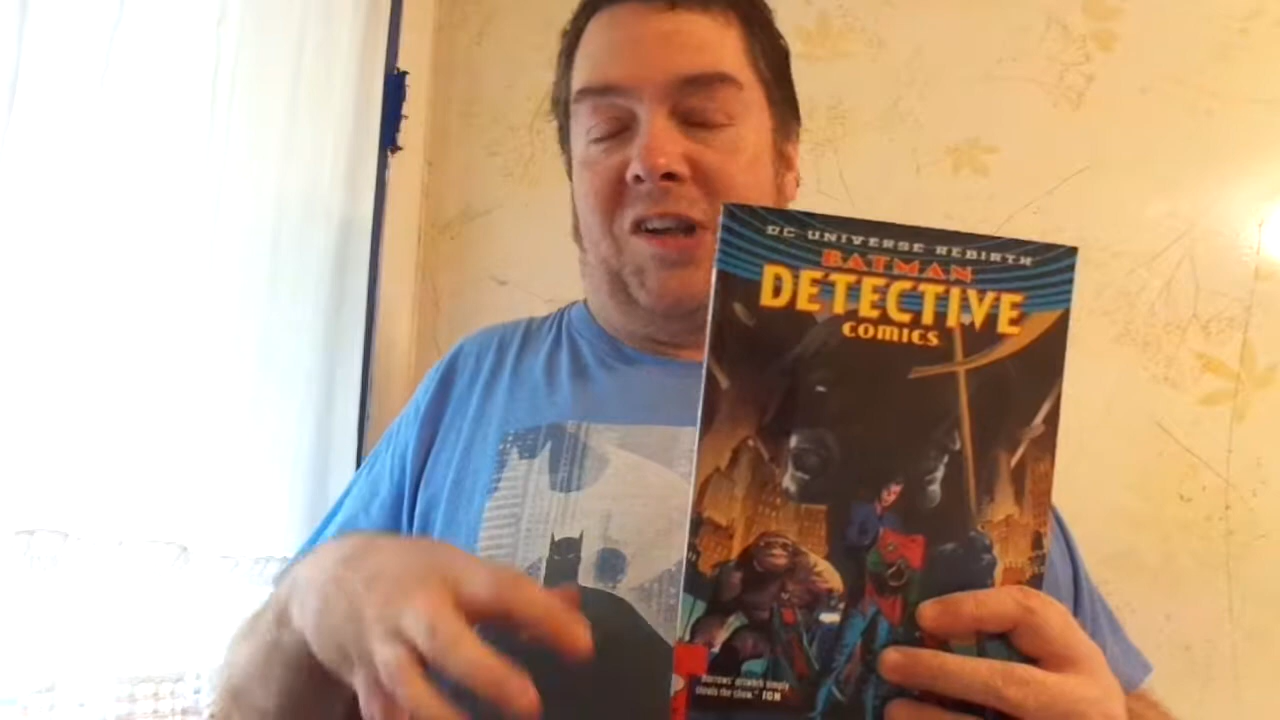 DC UNIVERSE REBIRTH
BATMAN
DETECTIVE
COMICS
Barrows' artwork simply
steals the show." IGN